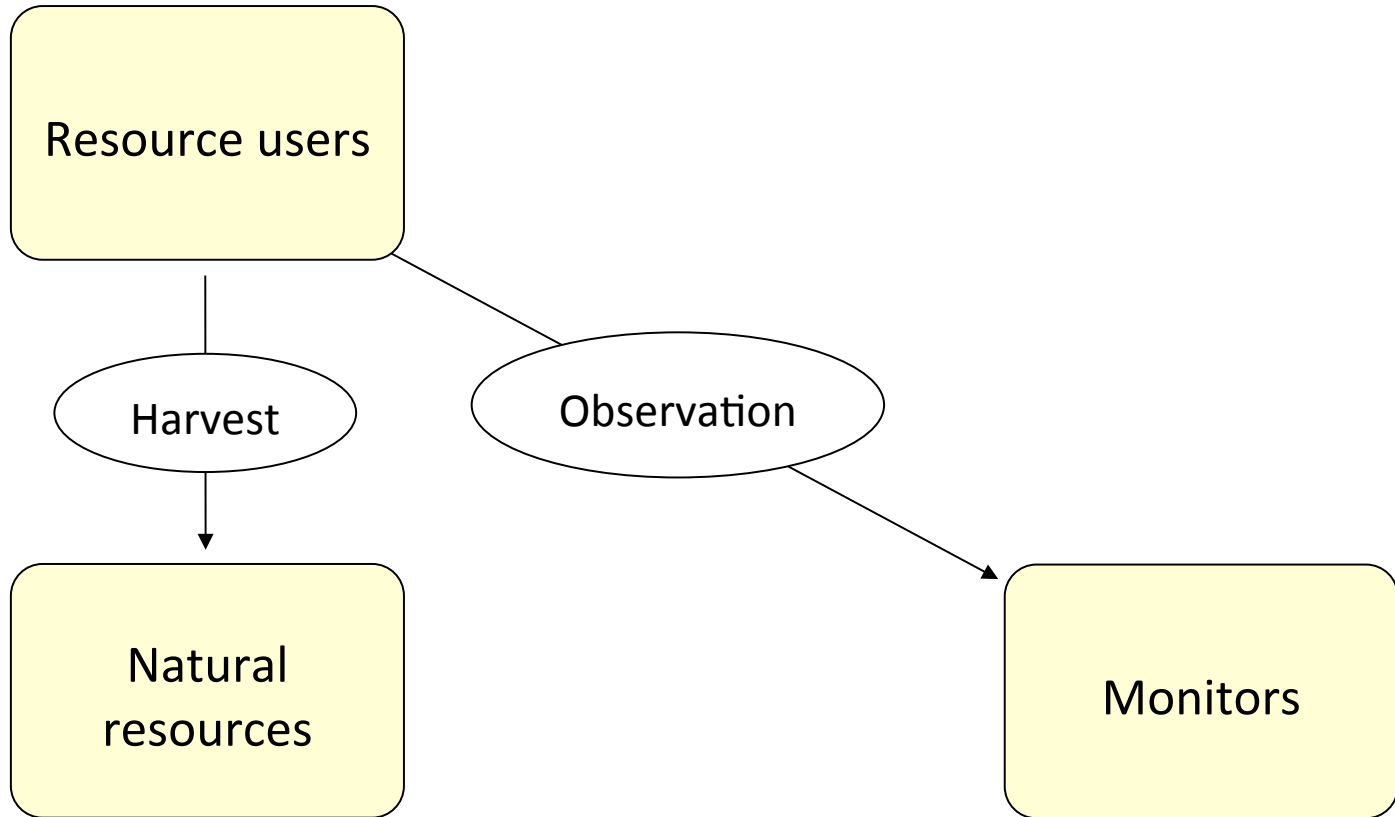 Resource users
Harvest
Observation
Natural
resources
Monitors